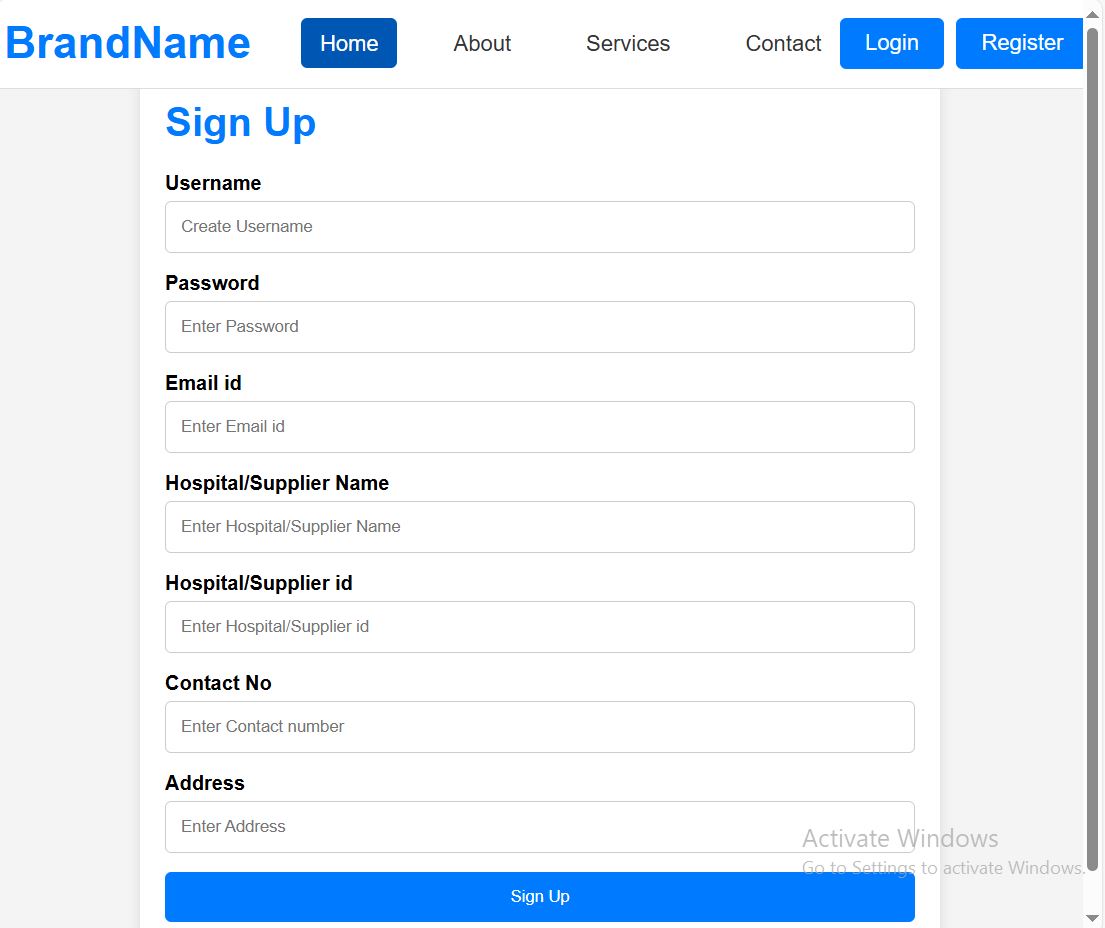 BrandName Home About Services Contact Login Register
Sign Up
Username
Create Username
Password
Enter Password
Email id
Enter Email id
Hospital/Supplier Name
Enter Hospital/Supplier Name
Hospital/Supplier id
Enter Hospital/Supplier id
Contact No
Enter Contact number
Address
Enter Address
Activate Windows
Go to Settings to activate Windows.
Sign Up